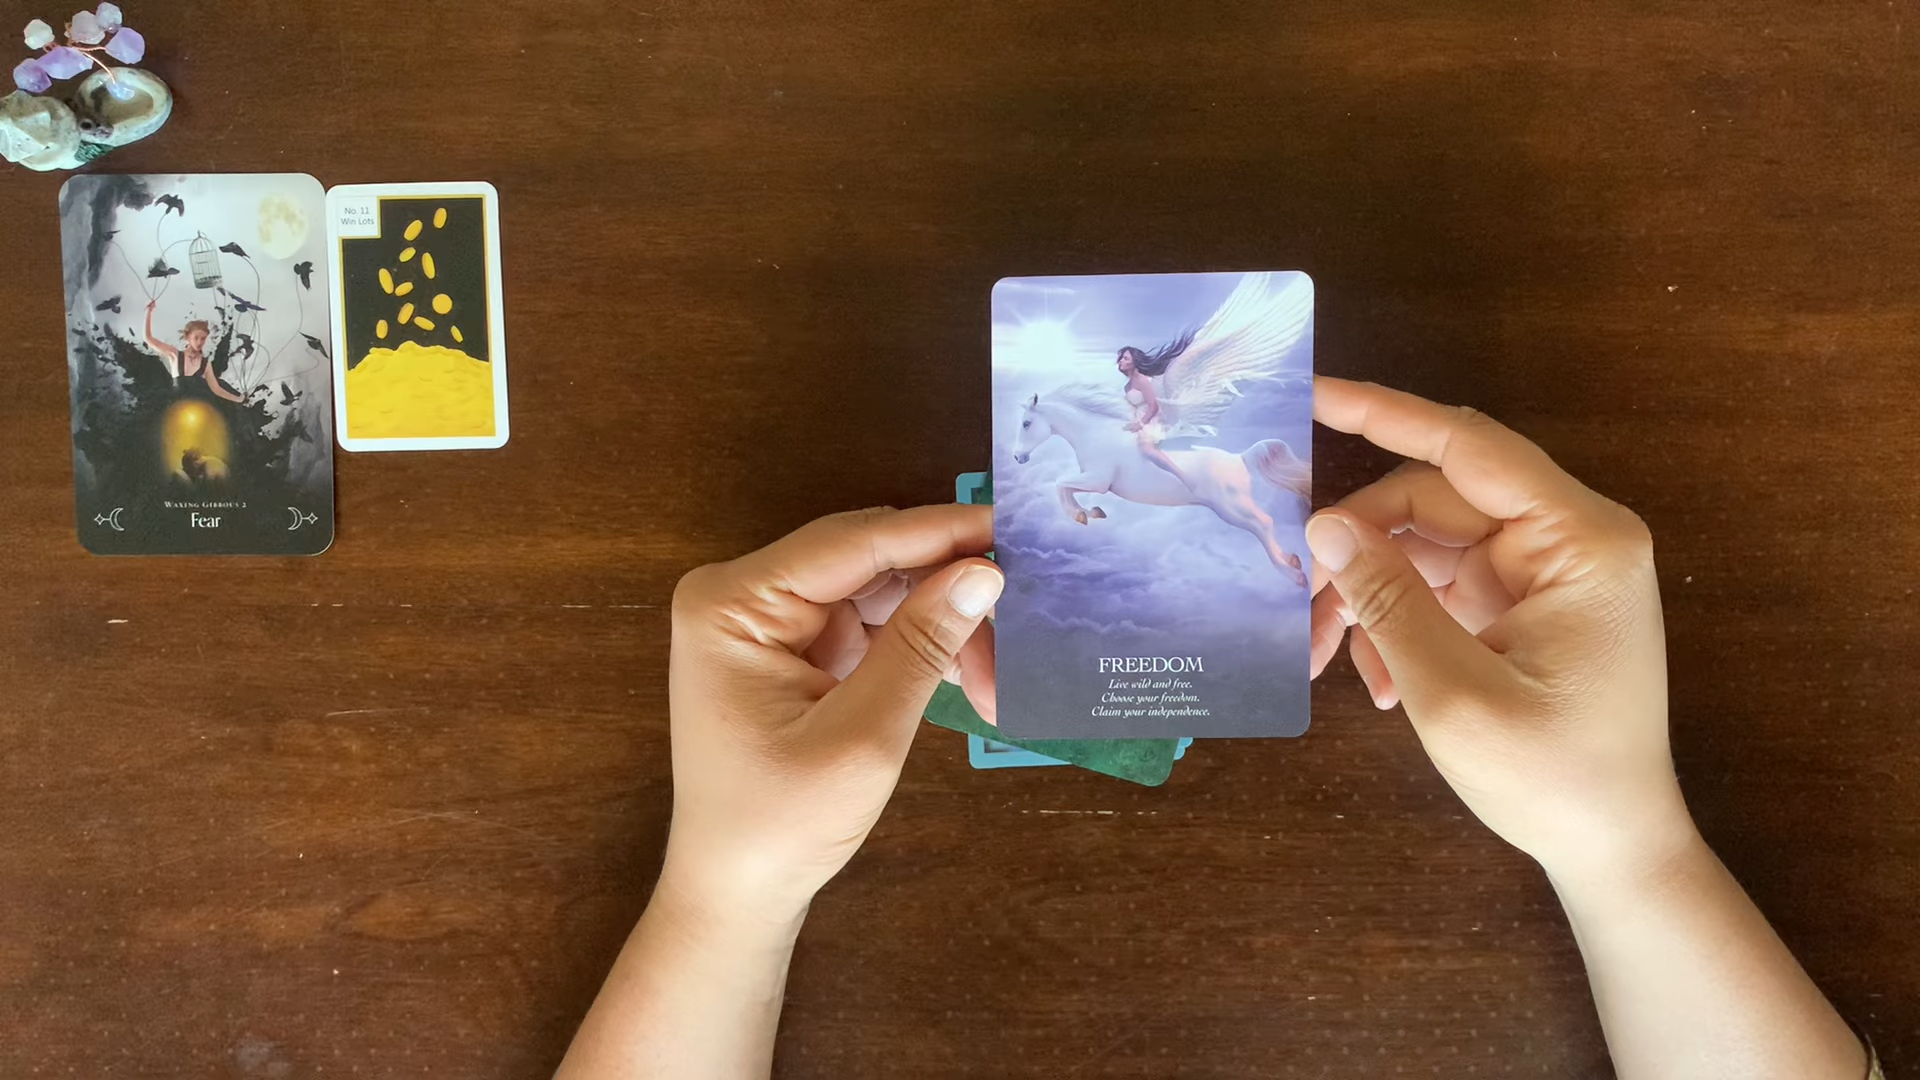 No. 11
Win Lots
Waxing Gibbous 2
Fear
FREEDOM
Live wild and free.
Choose your freedom.
Claim your independence.